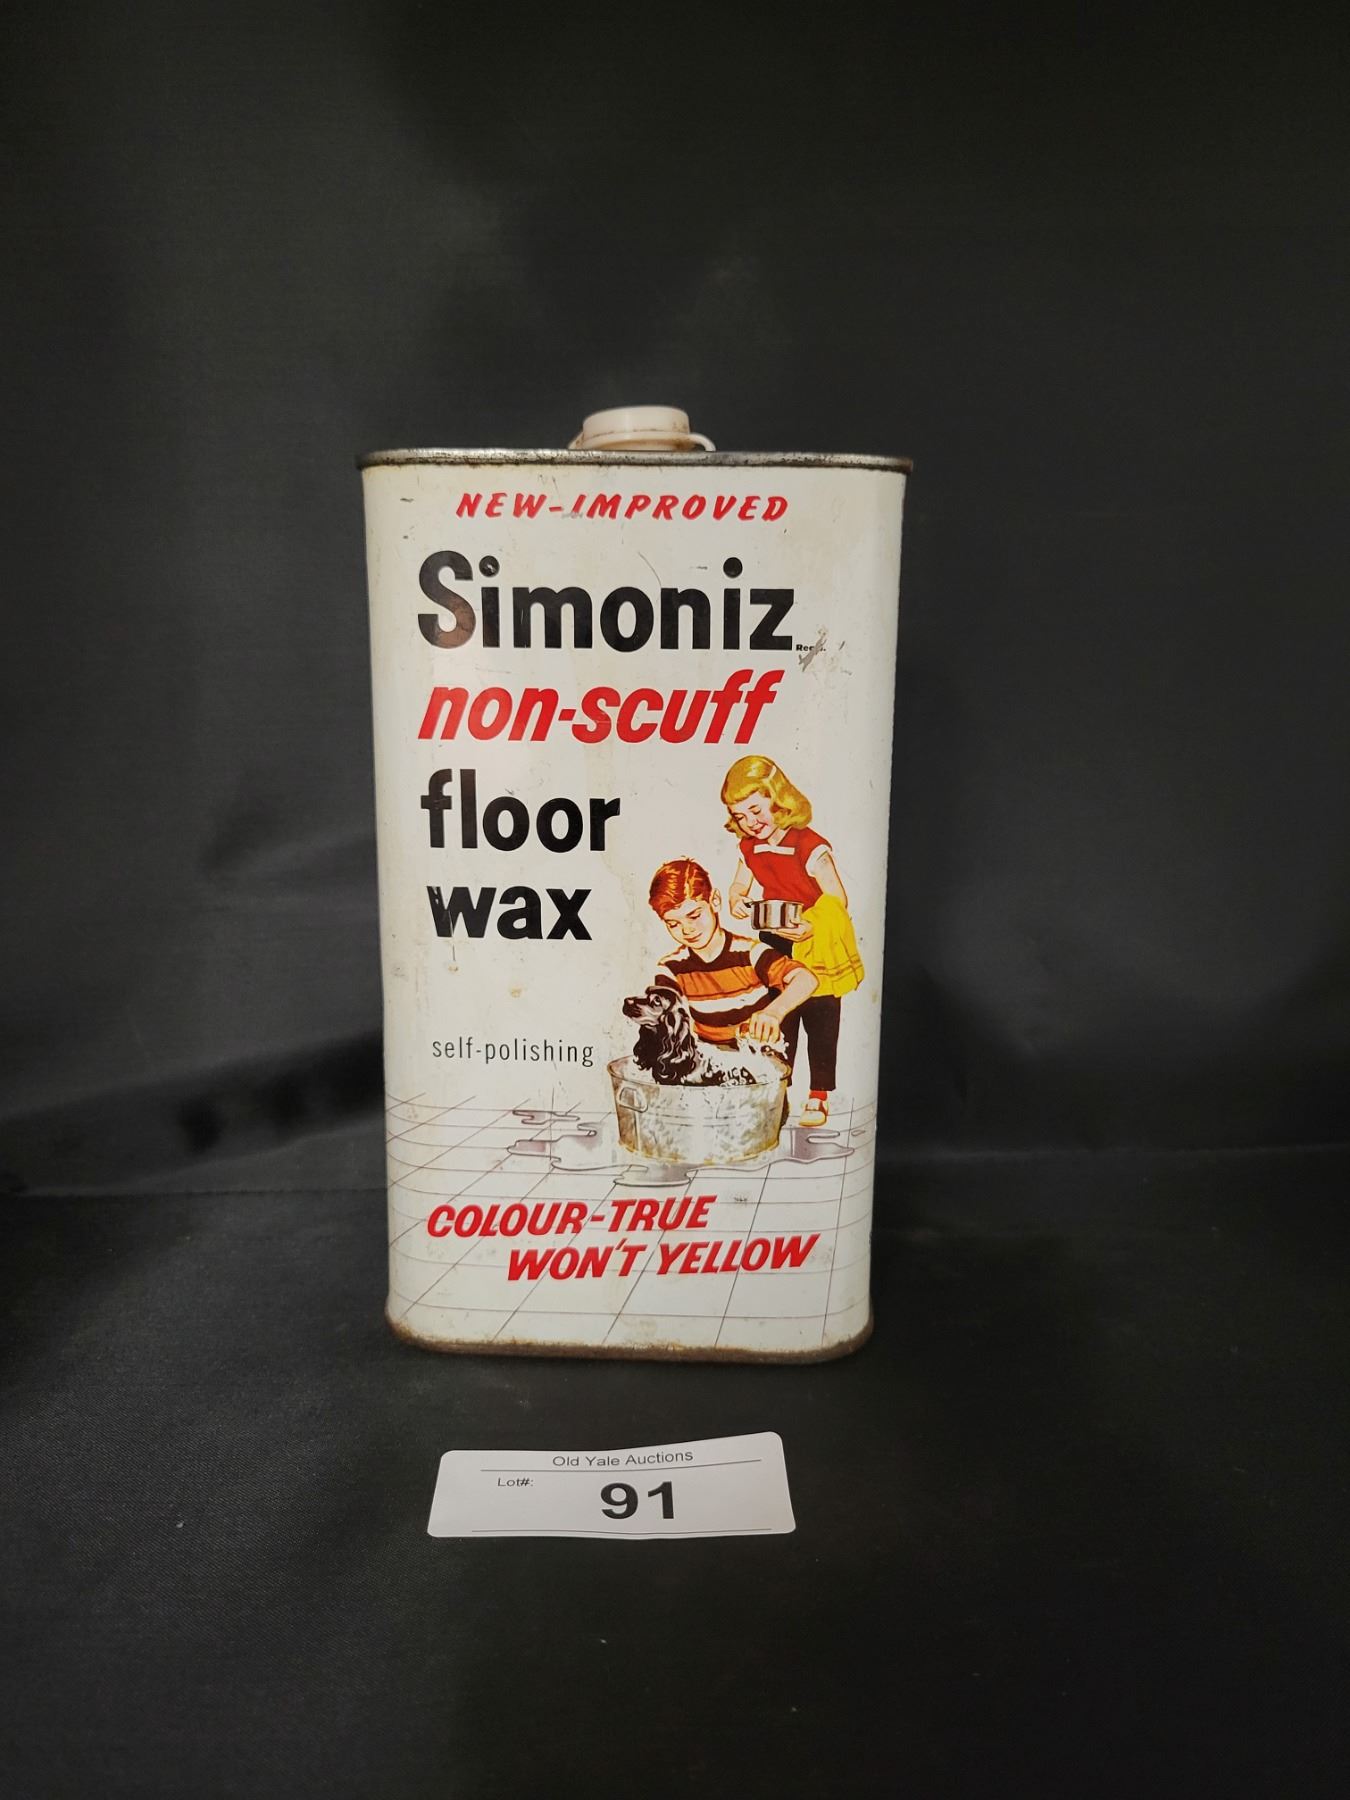 NEW-IMPROVED
Simoniz
non-scuff
floor
wax
self-polishing
COLOUR-TRUE
WON'T YELLOW
Old Yale Auctions
Lot#:
91